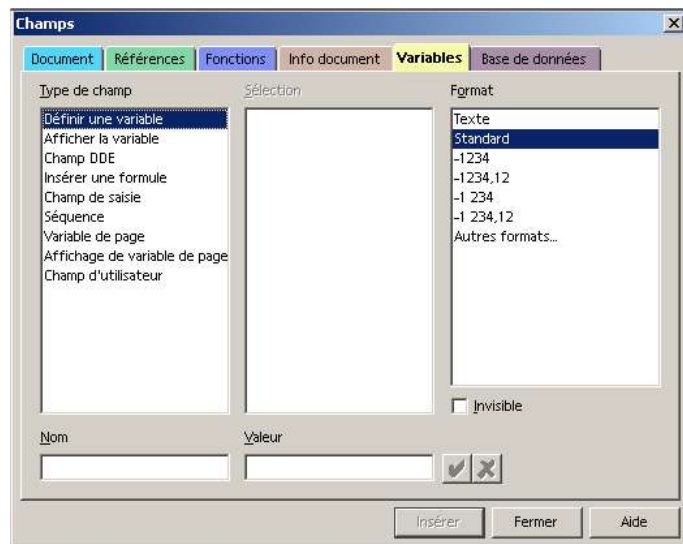 Champs
Document Références Fonctions Info document Variables Base de données
Type de champ Sélection Format
Définir une variable
Afficher la variable
Champ DDE
Insérer une formule
Champ de saisie
Séquence
Variable de page
Affichage de variable de page
Champ d'utilisateur
Texte
Standard
-1234
-1234,12
-1 234
-1 234,12
Autres formats...
Invisible
Nom Valeur
Insérer Fermer Aide